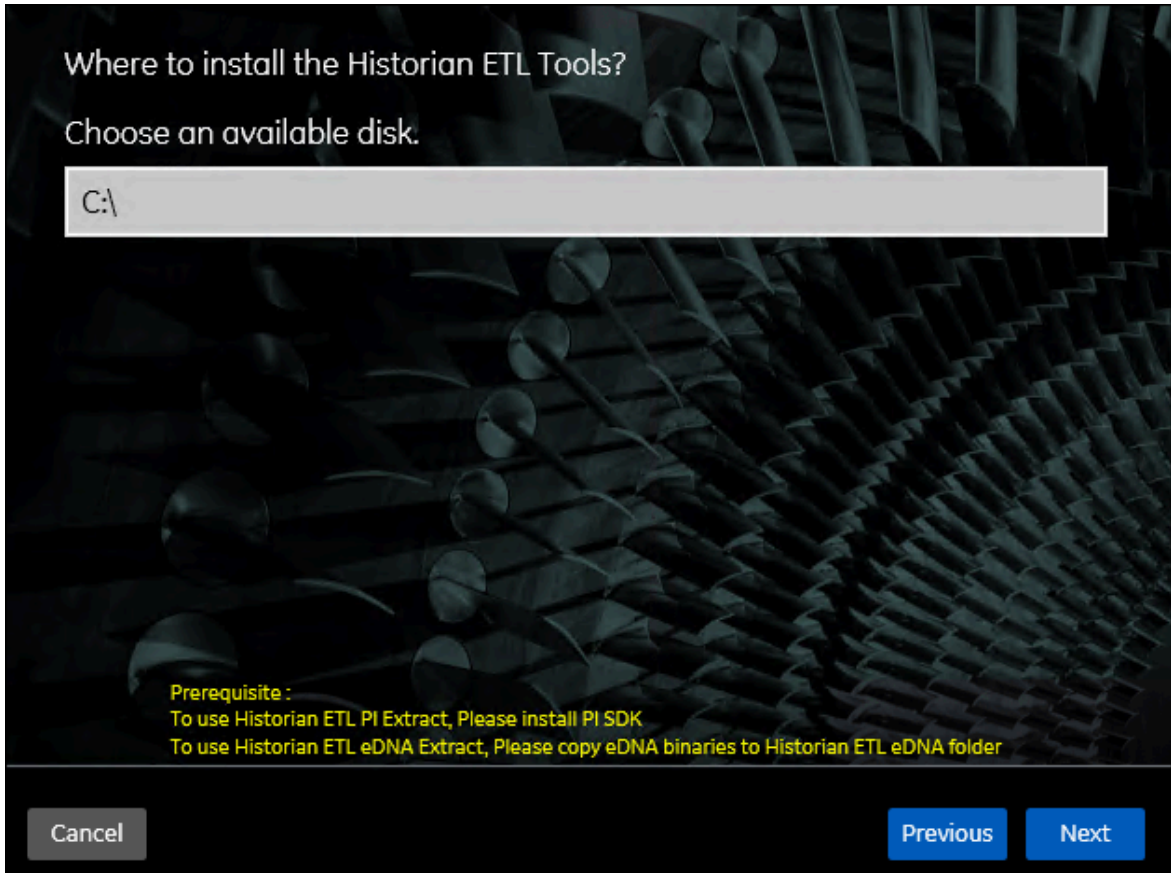 Where to install the Historian ETL Tools?
Choose an available disk.
C:\
Prerequisite :
To use Historian ETL PI Extract, Please install PI SDK
To use Historian ETL eDNA Extract, Please copy eDNA binaries to Historian ETL eDNA folder
Cancel
Previous
Next